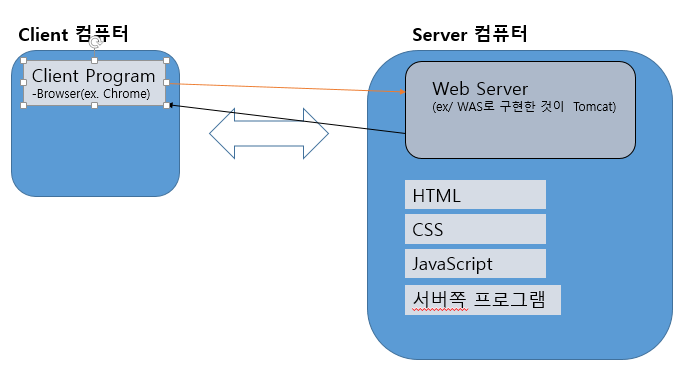 Client 컴퓨터
Client Program
-Browser(ex. Chrome)
Server 컴퓨터
Web Server
(ex/ WAS로 구현한 것이 Tomcat)
HTML
CSS
JavaScript
서버쪽 프로그램